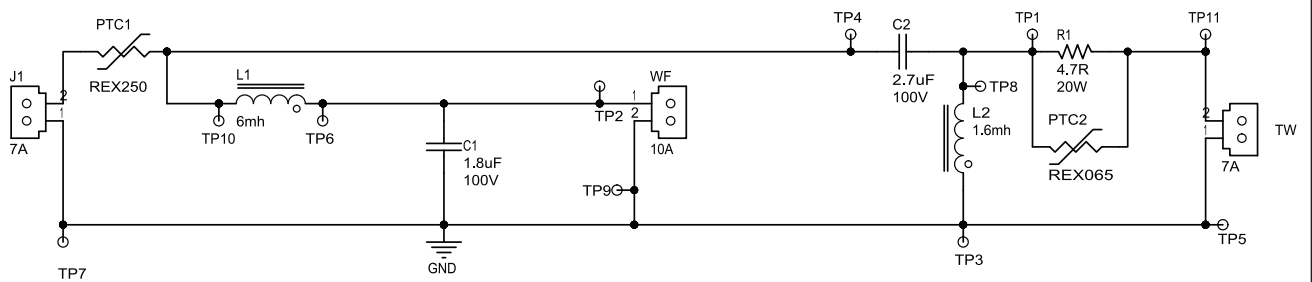 PTC1
REX250
J1
2
1
7A
L1
6mh
TP10
TP6
C1
1.8uF
100V
TP2
WF
1
2
10A
TP9
TP7
GND
TP4
C2
2.7uF
100V
TP8
L2
1.6mh
TP3
TP1
R1
4.7R
20W
PTC2
REX065
TP11
2
1
TW
7A
TP5